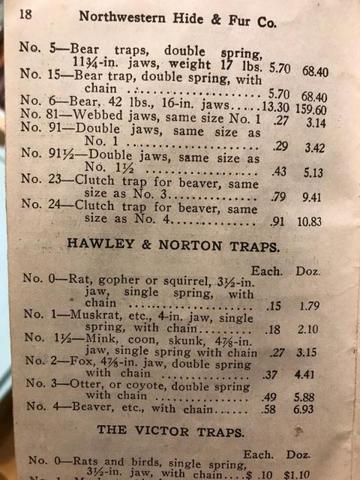 18 Northwestern Hide & Fur Co.
No. 5—Bear traps, double spring,
11¾-in. jaws, weight 17 lbs. 5.70 68.40
No. 15—Bear trap, double spring, with
chain ................ 5.70 68.40
No. 6—Bear, 42 lbs., 16-in. jaws......13.30 159.60
No. 81—Webbed jaws, same size No. 1 .27 3.14
No. 91—Double jaws, same size as
No. 1 ................ .29 3.42
No. 91½—Double jaws, same size as
No. 1½ ................ .43 5.13
No. 23—Clutch trap for beaver, same
size as No. 3........... .79 9.41
No. 24—Clutch trap for beaver, same
size as No. 4........... .91 10.83
HAWLEY & NORTON TRAPS.
Each. Doz.
No. 0—Rat, gopher or squirrel, 3½-in.
jaw, single spring, with
chain ................ .15 1.79
No. 1—Muskrat, etc., 4-in. jaw, single
spring, with chain......... .18 2.10
No. 1½—Mink, coon, skunk, 4⅞-in.
jaw, single spring with chain .27 3.15
No. 2—Fox, 4⅞-in. jaw, double spring
with chain ............ .37 4.41
No. 3—Otter, or coyote, double spring
with chain ............ .49 5.88
No. 4—Beaver, etc., with chain...... .58 6.93
THE VICTOR TRAPS.
Each. Doz.
No. 0—Rats and birds, single spring,
3½-in. jaw, with chain....$ .10 $1.10